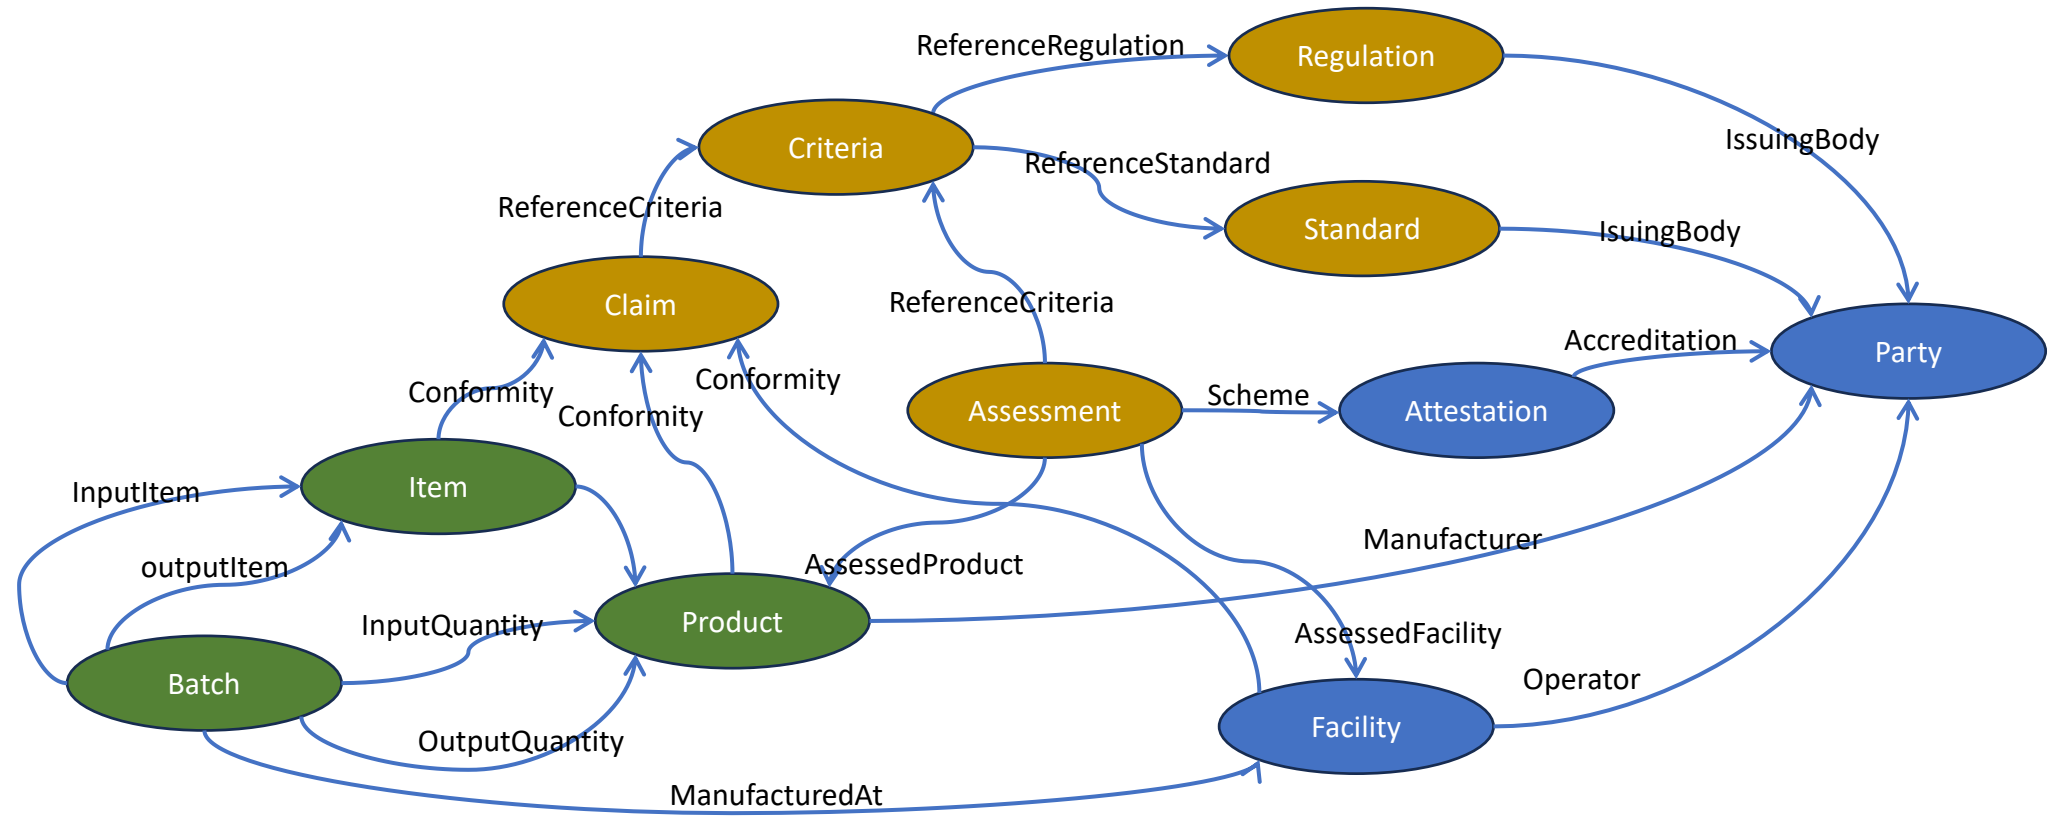 ReferenceRegulation
Regulation
IssuingBody
Criteria
ReferenceStandard
ReferenceCriteria
Standard
IsuingBody
Claim
ReferenceCriteria
Accreditation
Party
Conformity
Conformity
Conformity
Assessment
Scheme
Attestation
InputItem
Item
Manufacturer
outputItem
AssessedProduct
InputQuantity
Product
AssessedFacility
Batch
Operator
OutputQuantity
Facility
ManufacturedAt